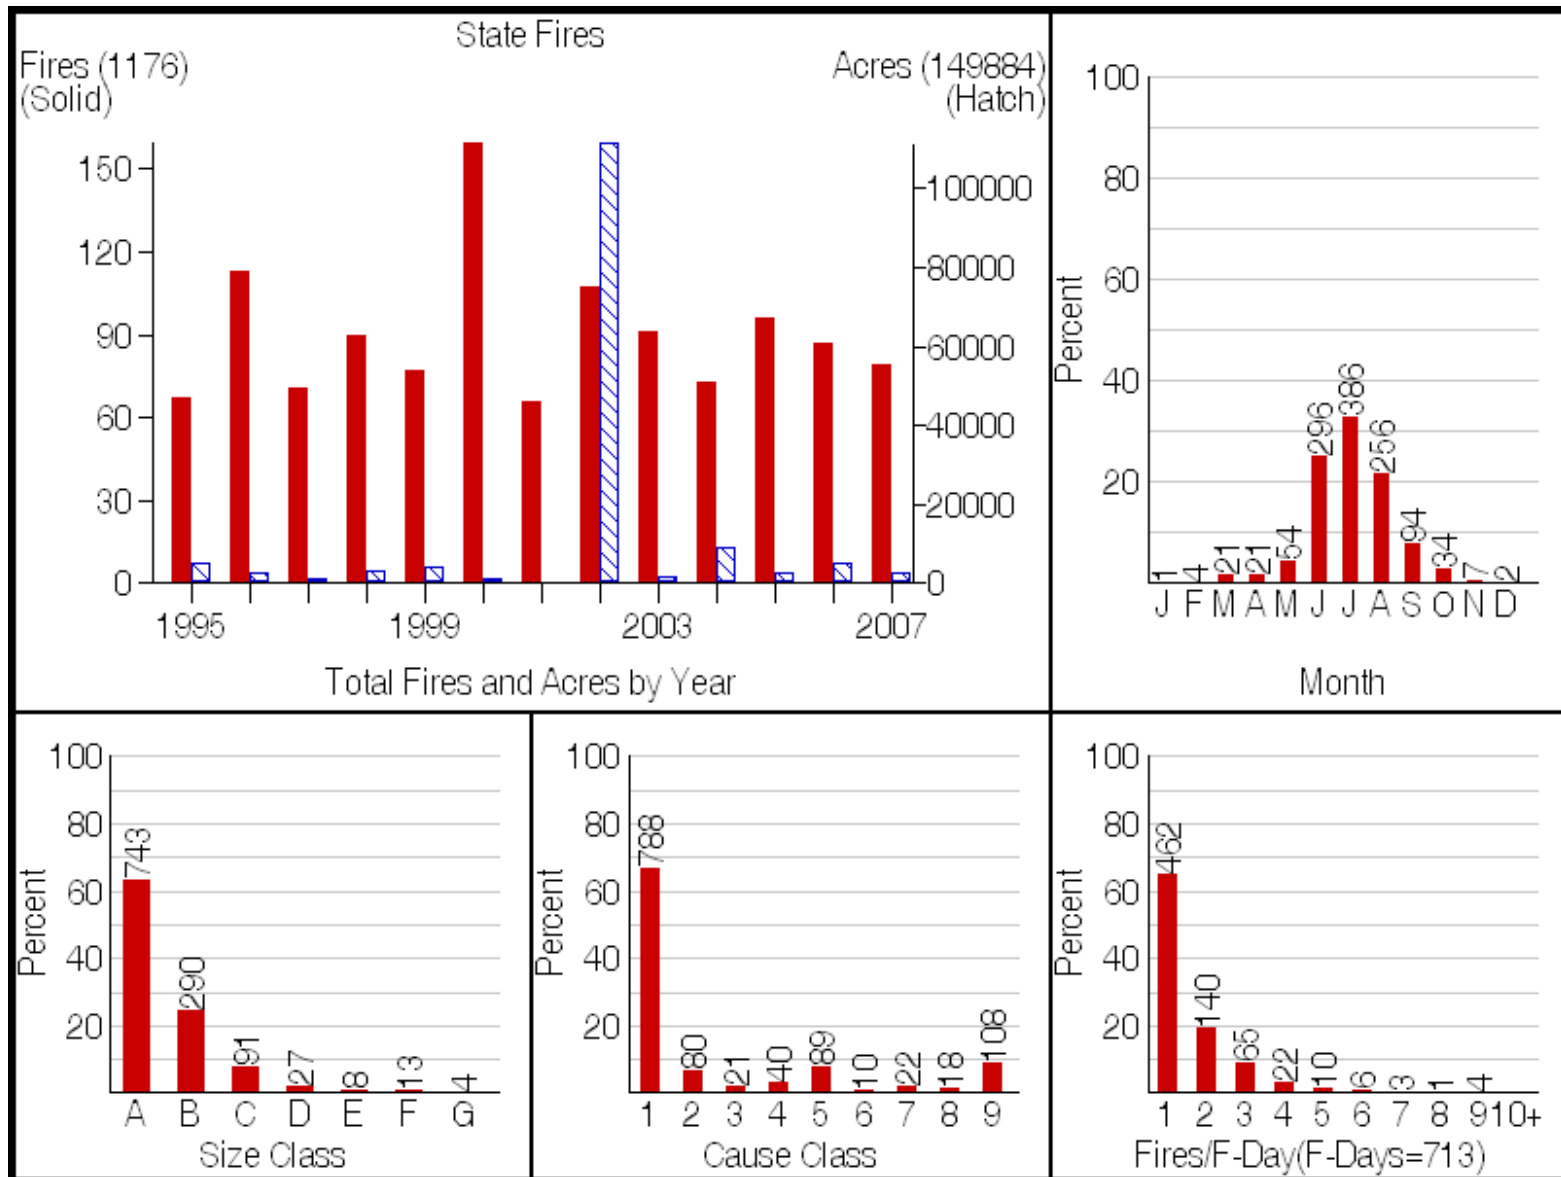 State Fires
Fires (1176)
(Solid)
Acres (149884)
(Hatch)
150
120
90
60
30
0
100000
80000
60000
40000
20000
0
1995 1999 2003 2007
Total Fires and Acres by Year
Percent
100
80
60
40
20
1 4 21 21 54 296 386 256 94 34 7 2
J F M A M J J A S O N D
Month
Percent
100
80
60
40
20
743 290 91 27 8 13 4
A B C D E F G
Size Class
Percent
100
80
60
40
20
788 80 21 40 89 10 22 18 108
1 2 3 4 5 6 7 8 9
Cause Class
Percent
100
80
60
40
20
462 140 65 22 10 6 3 1 4
1 2 3 4 5 6 7 8 9 10+
Fires/F-Day(F-Days=713)